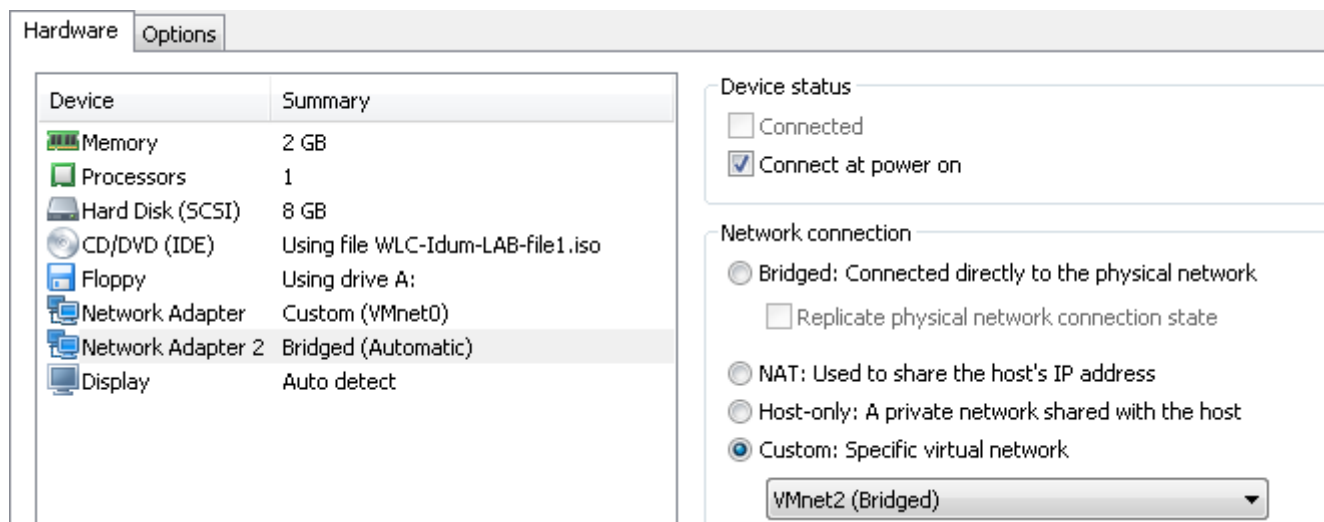 Hardware
Options
Device Summary
Memory 2 GB
Processors 1
Hard Disk (SCSI) 8 GB
CD/DVD (IDE) Using file WLC-Idum-LAB-file1.iso
Floppy Using drive A:
Network Adapter Custom (VMnet0)
Network Adapter 2 Bridged (Automatic)
Display Auto detect
Device status
Connected
Connect at power on
Network connection
Bridged: Connected directly to the physical network
Replicate physical network connection state
NAT: Used to share the host's IP address
Host-only: A private network shared with the host
Custom: Specific virtual network
VMnet2 (Bridged)